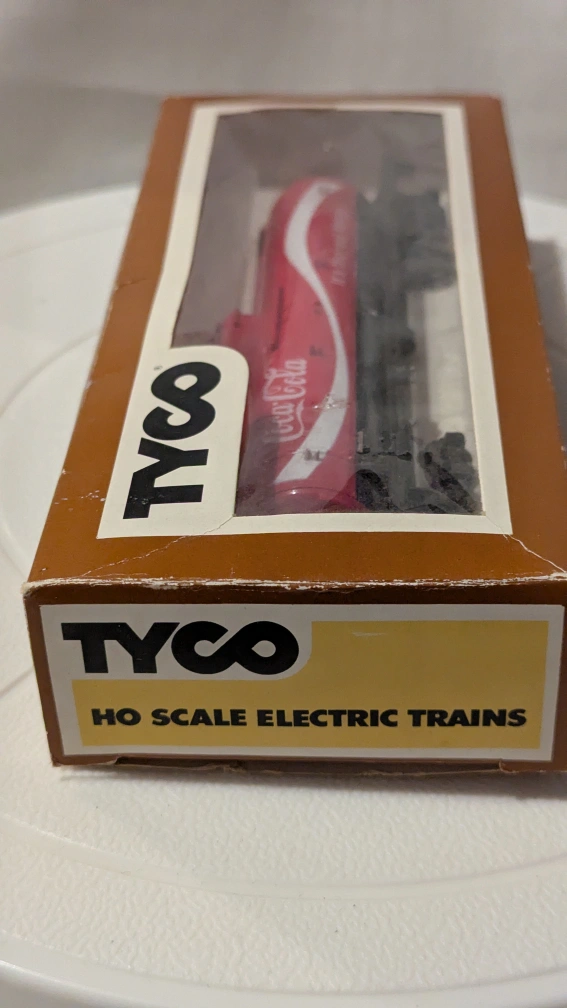 TYCO
Coca-Cola
TYCO
HO SCALE ELECTRIC TRAINS